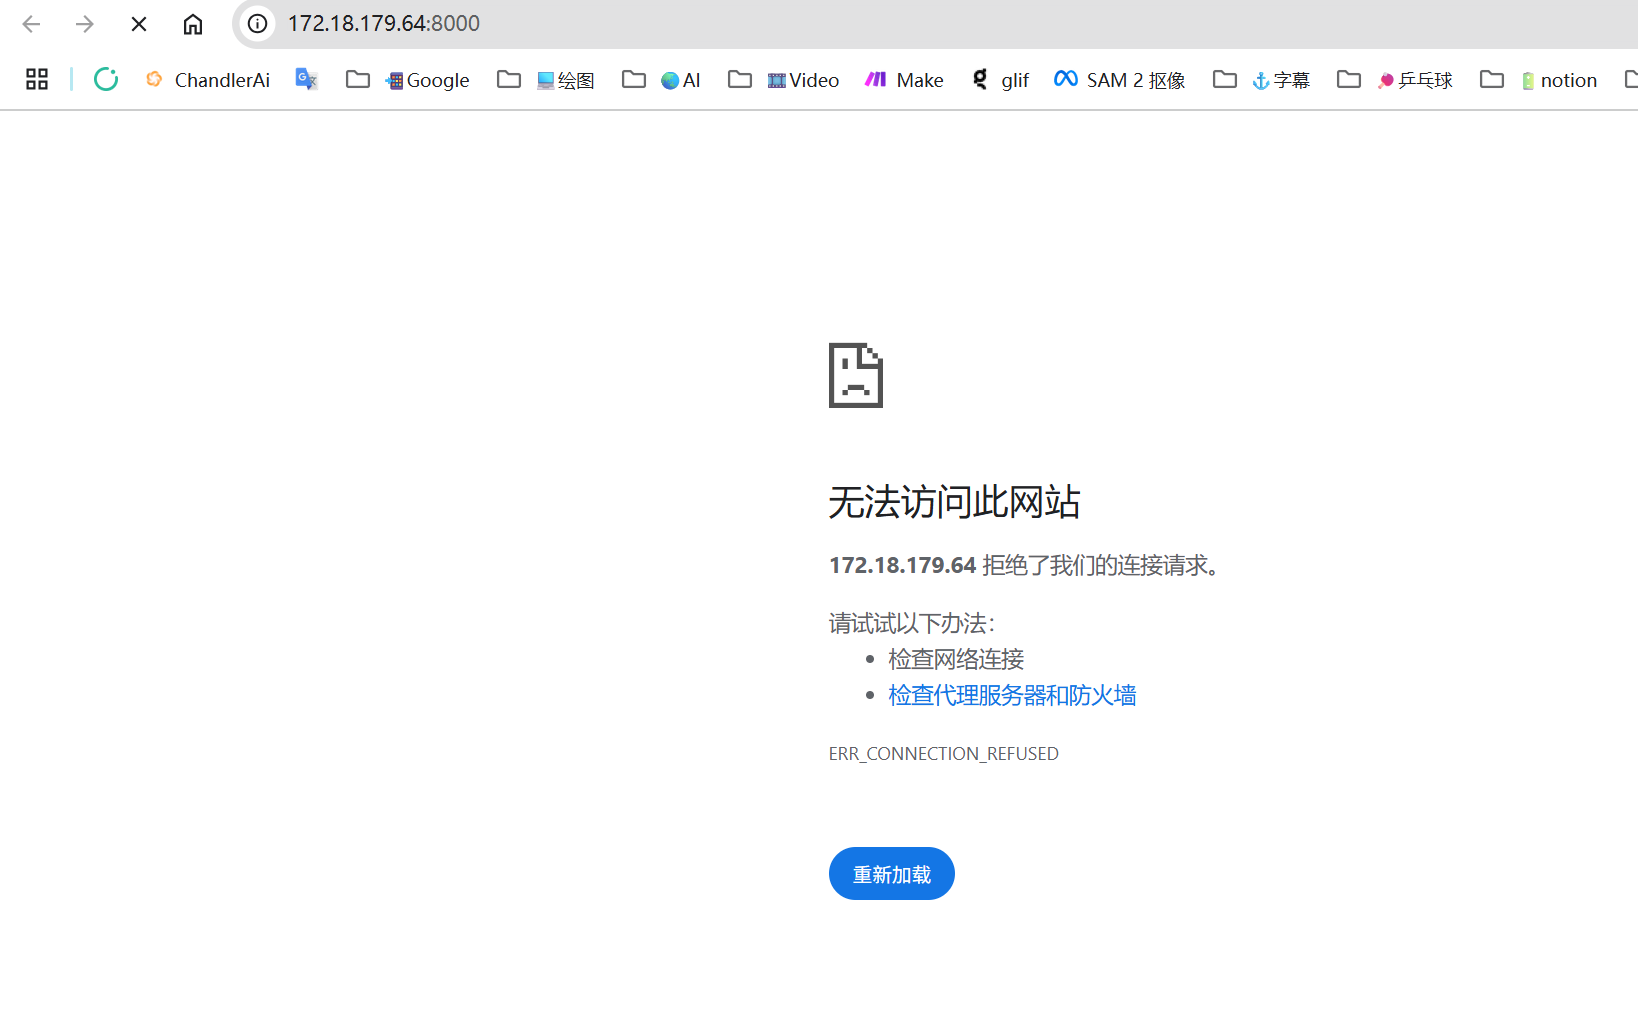 172.18.179.64:8000
ChandlerAi Google 绘图 AI Video Make glif SAM 2 抠像 字幕 乒乓球 notion
无法访问此网站
172.18.179.64 拒绝了我们的连接请求。
请试试以下办法：
• 检查网络连接
• 检查代理服务器和防火墙
ERR_CONNECTION_REFUSED
重新加载